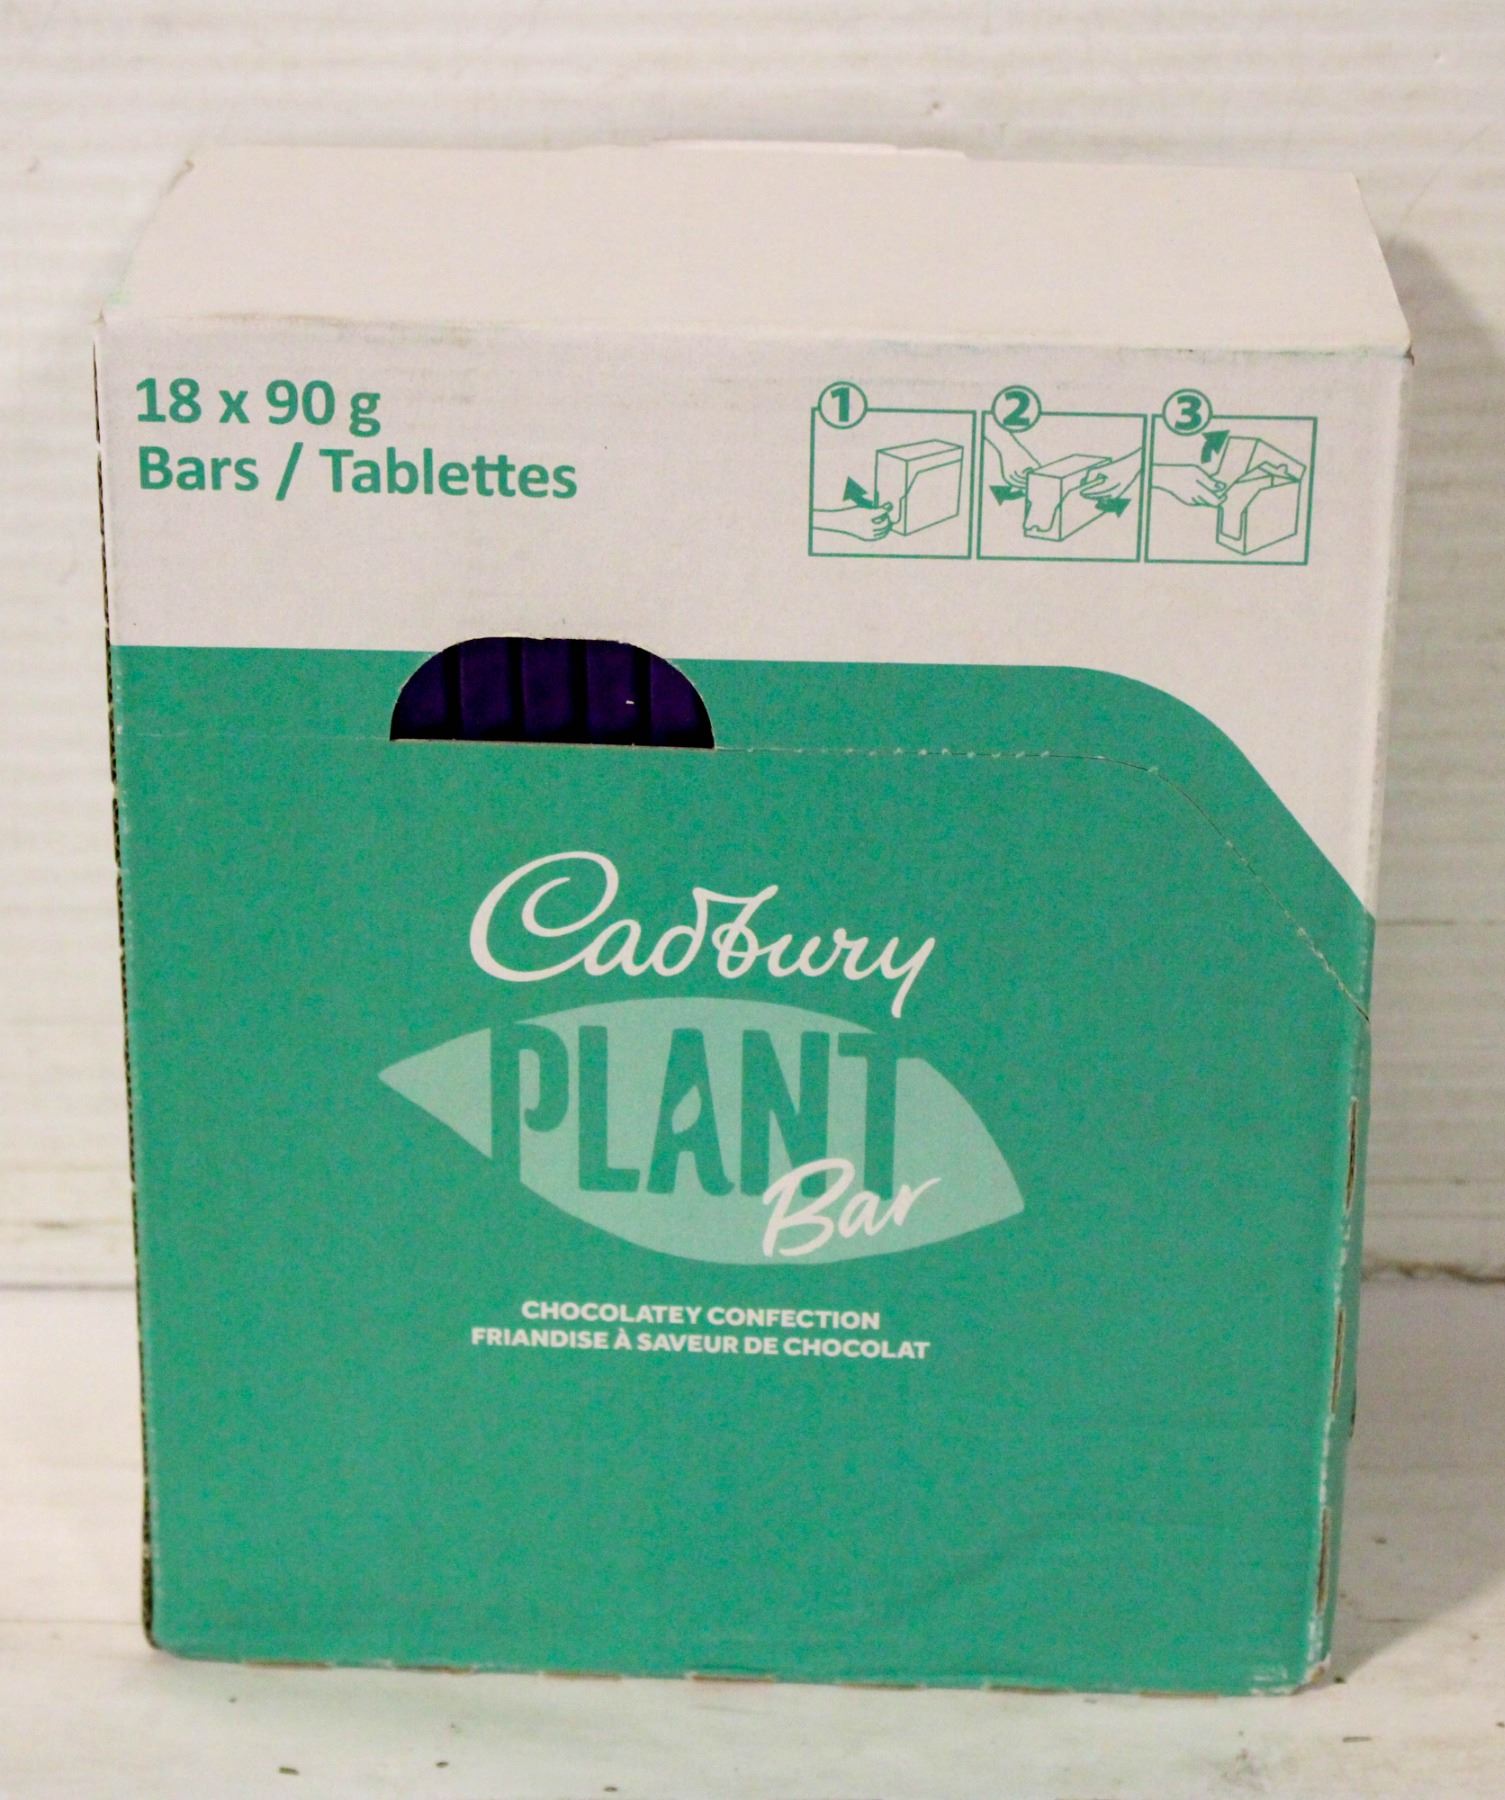 18 x 90 g
Bars / Tablettes
1 2 3
Cadbury
PLANT
Bar
CHOCOLATEY CONFECTION
FRIANDISE À SAVEUR DE CHOCOLAT